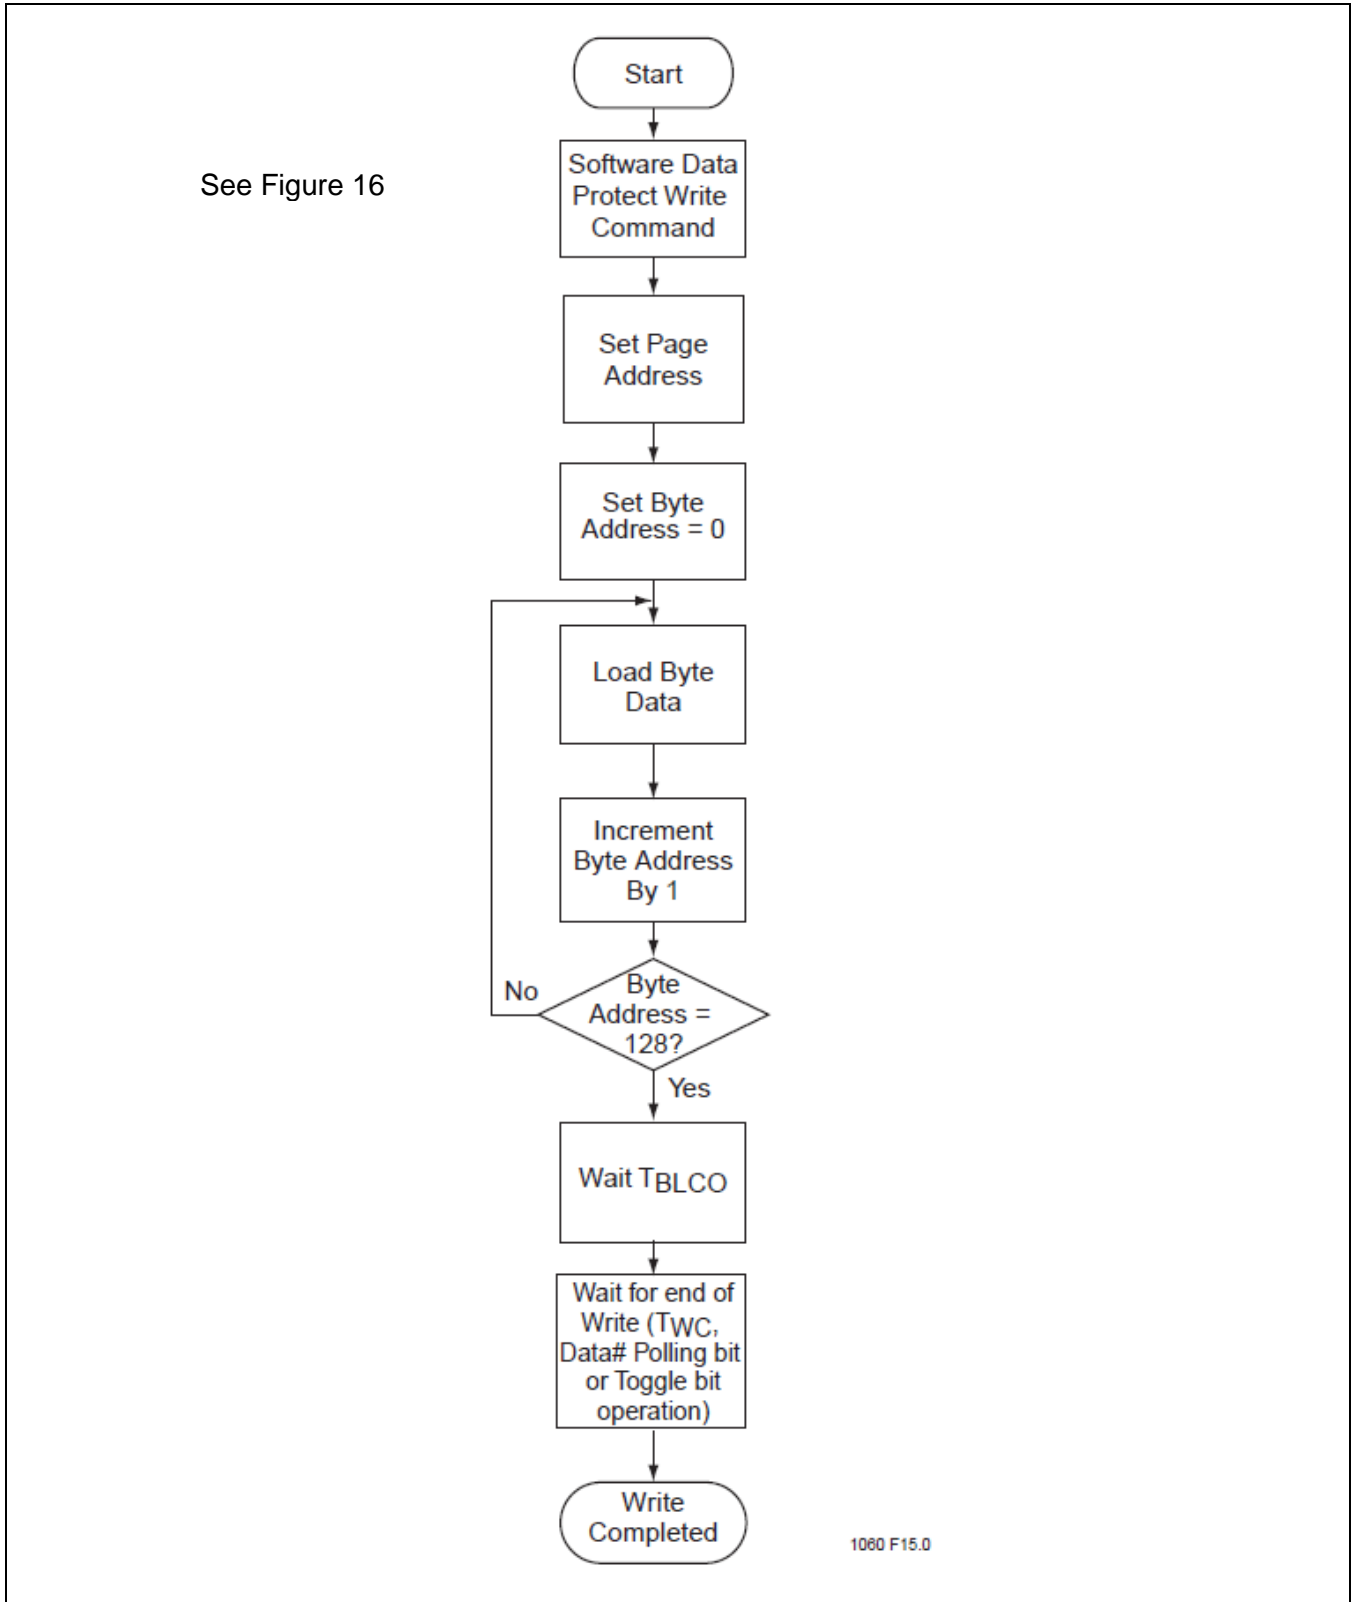 Start
See Figure 16
Software Data
Protect Write
Command
Set Page
Address
Set Byte
Address = 0
Load Byte
Data
Increment
Byte Address
By 1
Byte
Address =
128?
No
Yes
Wait TBLCO
Wait for end of
Write (TWC,
Data# Polling bit
or Toggle bit
operation)
Write
Completed
1060 F15.0